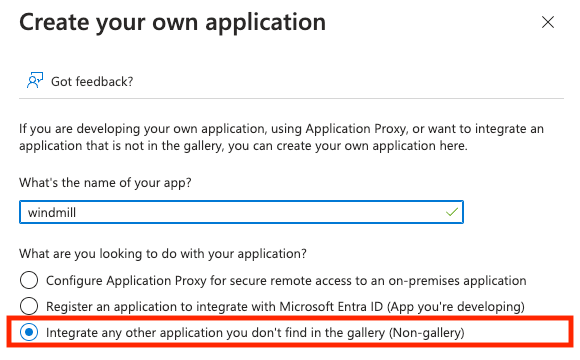 Create your own application
Got feedback?
If you are developing your own application, using Application Proxy, or want to integrate an
application that is not in the gallery, you can create your own application here.
What's the name of your app?
windmill
What are you looking to do with your application?
Configure Application Proxy for secure remote access to an on-premises application
Register an application to integrate with Microsoft Entra ID (App you're developing)
Integrate any other application you don't find in the gallery (Non-gallery)